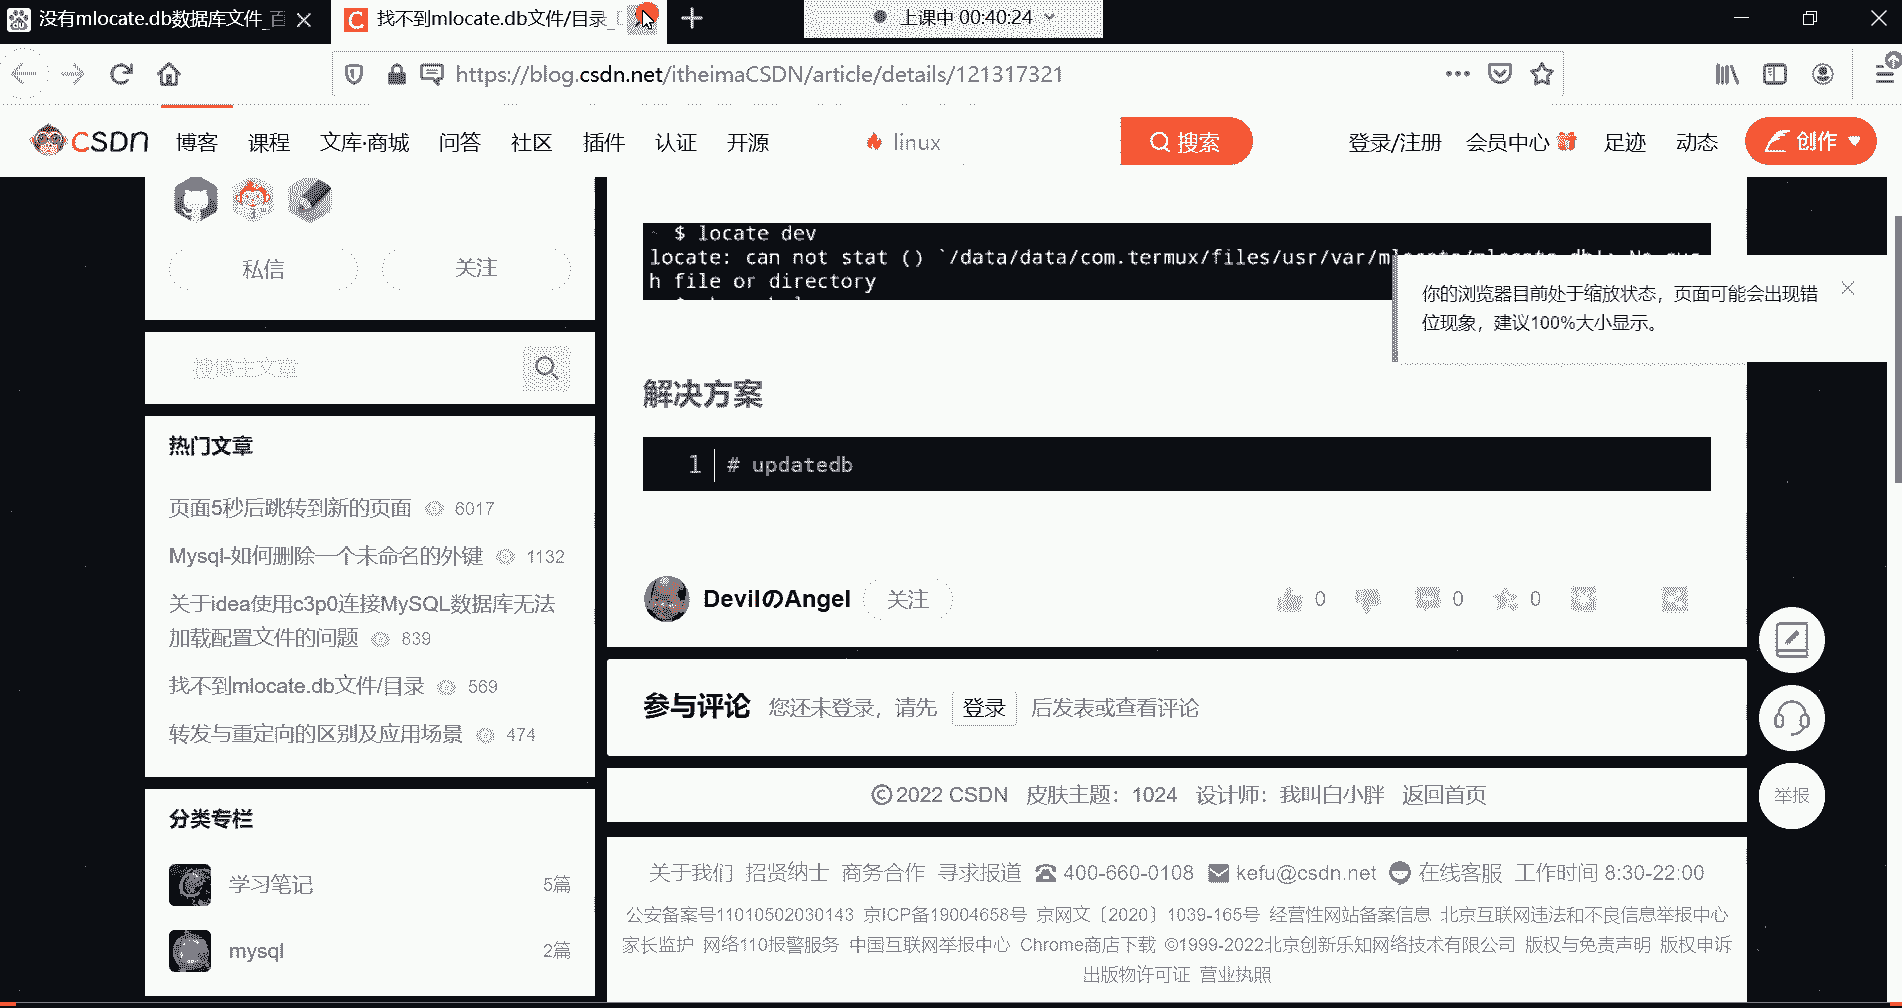 没有mlocate.db数据库文件_百
找不到mlocate.db文件/目录_
上课中 00:40:24
https://blog.csdn.net/itheimaCSDN/article/details/121317321
CSDN 博客 课程 文库·商城 问答 社区 插件 认证 开源 linux 搜索 登录/注册 会员中心 足迹 动态 创作
私信 关注
$ locate dev
locate: can not stat () `/data/data/com.termux/files/usr/var/
h file or directory
你的浏览器目前处于缩放状态，页面可能会出现错
位现象，建议100%大小显示。
搜博主文章
解决方案
1 # updatedb
热门文章
页面5秒后跳转到新的页面 6017
Mysql-如何删除一个未命名的外键 1132
关于idea使用c3p0连接MySQL数据库无法
加载配置文件的问题 839
找不到mlocate.db文件/目录 569
转发与重定向的区别及应用场景 474
DevilのAngel 关注 0 0 0
参与评论 您还未登录，请先 登录 后发表或查看评论
©2022 CSDN 皮肤主题：1024 设计师：我叫白小胖 返回首页
举报
分类专栏
学习笔记 5篇
mysql 2篇
关于我们 招贤纳士 商务合作 寻求报道 400-660-0108 kefu@csdn.net 在线客服 工作时间 8:30-22:00
公安备案号11010502030143 京ICP备19004658号 京网文〔2020〕1039-165号 经营性网站备案信息 北京互联网违法和不良信息举报中心
家长监护 网络110报警服务 中国互联网举报中心 Chrome商店下载 ©1999-2022北京创新乐知网络技术有限公司 版权与免责声明 版权申诉
出版物许可证 营业执照